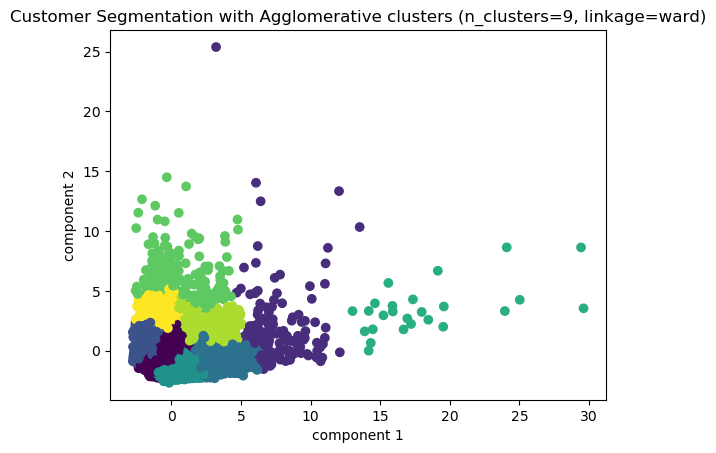 Customer Segmentation with Agglomerative clusters (n_clusters=9, linkage=ward)
25
20
15
10
5
0
component 2
0 5 10 15 20 25 30
component 1